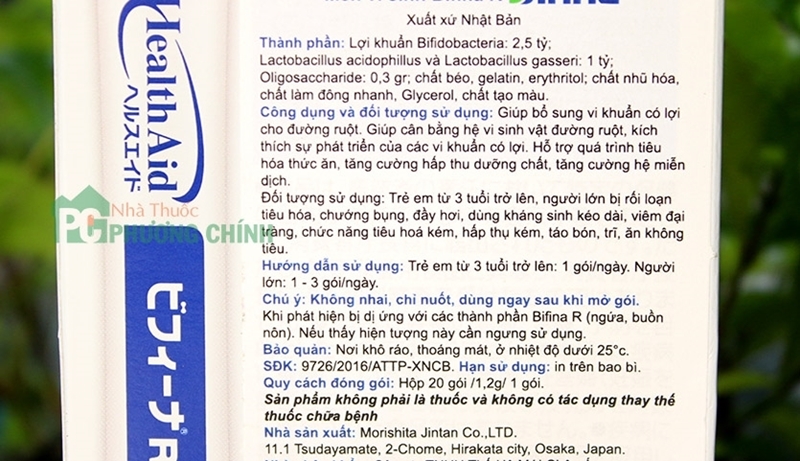 Xuất xứ Nhật Bản
Thành phần: Lợi khuẩn Bifidobacteria: 2,5 tỷ;
Lactobacillus acidophillus và Lactobacillus gasseri: 1 tỷ;
Oligosaccharide: 0,3 gr; chất béo, gelatin, erythritol; chất nhũ hóa,
chất làm đông nhanh, Glycerol, chất tạo màu.
Công dụng và đối tượng sử dụng: Giúp bổ sung vi khuẩn có lợi
cho đường ruột. Giúp cân bằng hệ vi sinh vật đường ruột, kích
thích sự phát triển của các vi khuẩn có lợi. Hỗ trợ quá trình tiêu
hóa thức ăn, tăng cường hấp thu dưỡng chất, tăng cường hệ miễn
dịch.
Đối tượng sử dụng: Trẻ em từ 3 tuổi trở lên, người lớn bị rối loạn
tiêu hóa, chướng bụng, đầy hơi, dùng kháng sinh kéo dài, viêm đại
tràng, chức năng tiêu hoá kém, hấp thụ kém, táo bón, trĩ, ăn không
tiêu.
Hướng dẫn sử dụng: Trẻ em từ 3 tuổi trở lên: 1 gói/ngày. Người
lớn: 1 - 3 gói/ngày.
Chú ý: Không nhai, chỉ nuốt, dùng ngay sau khi mở gói.
Khi phát hiện bị dị ứng với các thành phần Bifina R (ngứa, buồn
nôn). Nếu thấy hiện tượng này cần ngưng sử dụng.
Bảo quản: Nơi khô ráo, thoáng mát, ở nhiệt độ dưới 25°c.
SĐK: 9726/2016/ATTP-XNCB. Hạn sử dụng: in trên bao bì.
Quy cách đóng gói: Hộp 20 gói /1,2g/ 1 gói.
Sản phẩm không phải là thuốc và không có tác dụng thay thế
thuốc chữa bệnh
Nhà sản xuất: Morishita Jintan Co.,LTD.
11.1 Tsudayamate, 2-Chome, Hirakata city, Osaka, Japan.
Health Aid
ヘルスエイド
ビフィーナ® R
PC Nhà Thuốc
PHƯƠNG CHÍNH